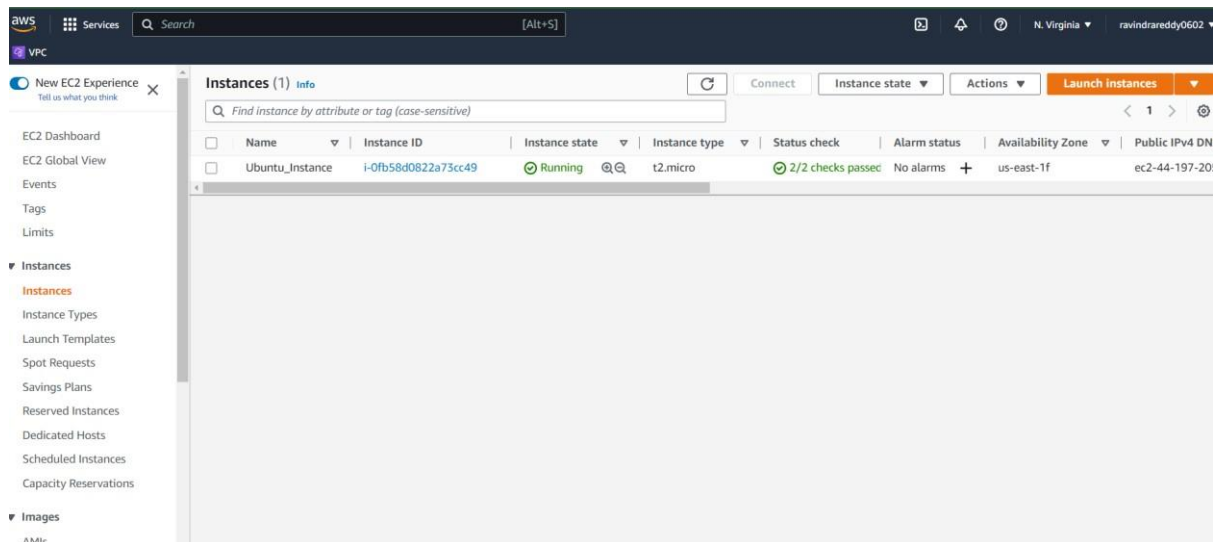 aws Services Search [Alt+S] N. Virginia ravindrareddy0602
VPC
New EC2 Experience
Tell us what you think
EC2 Dashboard
EC2 Global View
Events
Tags
Limits
Instances
Instances
Instance Types
Launch Templates
Spot Requests
Savings Plans
Reserved Instances
Dedicated Hosts
Scheduled Instances
Capacity Reservations
Images
AMIs
Instances (1) Info Connect Instance state Actions Launch instances
Find instance by attribute or tag (case-sensitive) 1
Name Instance ID Instance state Instance type Status check Alarm status Availability Zone Public IPv4 DN
Ubuntu_Instance i-0fb58d0822a73cc49 Running t2.micro 2/2 checks passed No alarms + us-east-1f ec2-44-197-20